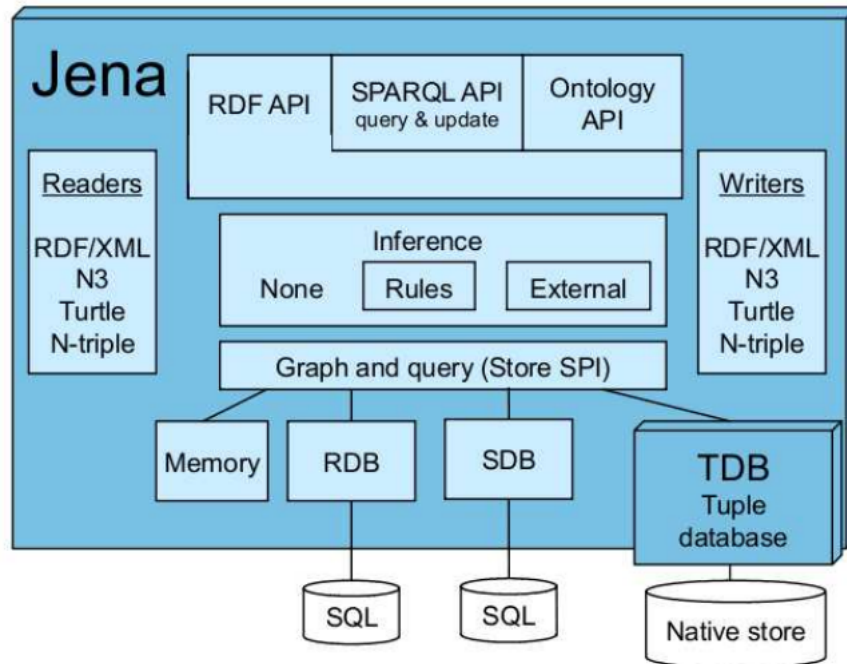 Jena
RDF API
SPARQL API
query & update
Ontology
API
Readers
RDF/XML
N3
Turtle
N-triple
Writers
RDF/XML
N3
Turtle
N-triple
Inference
None
Rules
External
Graph and query (Store SPI)
Memory
RDB
SDB
TDB
Tuple
database
SQL
SQL
Native store